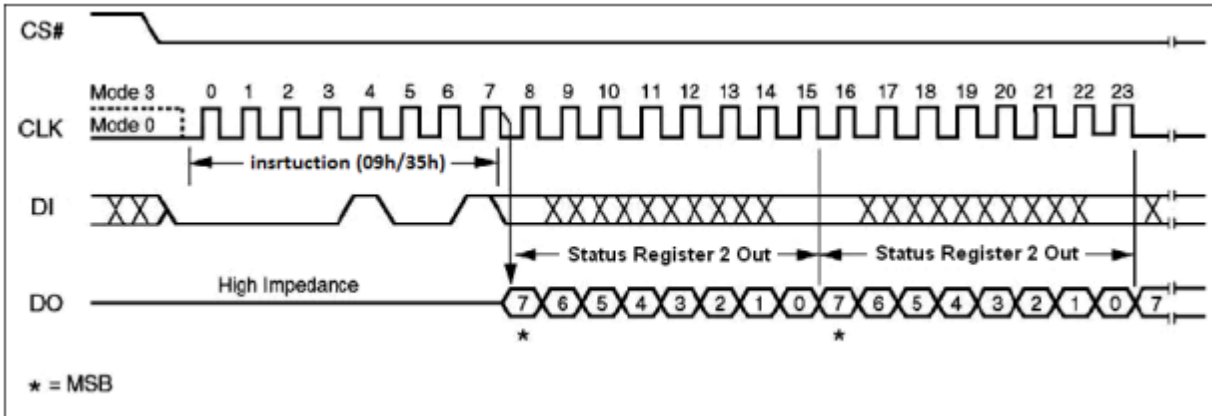 CS#
Mode 3
0 1 2 3 4 5 6 7 8 9 10 11 12 13 14 15 16 17 18 19 20 21 22 23
CLK
Mode 0
insrtuction (09h/35h)
DI
Status Register 2 Out
Status Register 2 Out
High Impedance
DO
7 6 5 4 3 2 1 0 7 6 5 4 3 2 1 0 7
* *
* = MSB